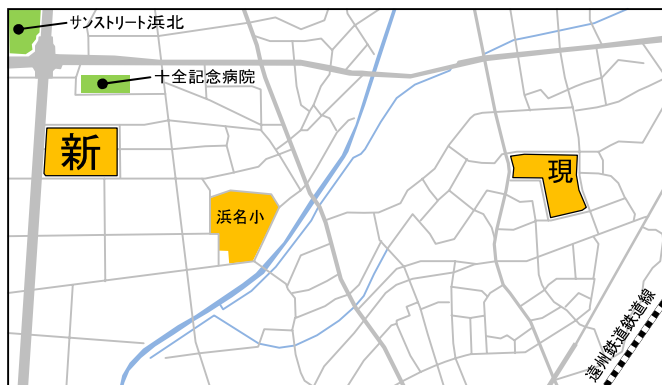 サンストリート浜北
十全記念病院
新
現
浜名小
遠州鉄道鉄道線